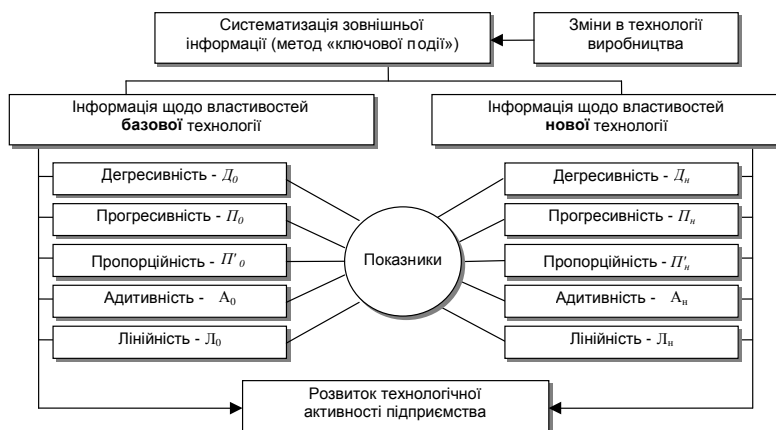 Систематизація зовнішньої
інформації (метод «ключової події»)
Зміни в технології
виробництва
Інформація щодо властивостей
базової технології
Інформація щодо властивостей
нової технології
Дегресивність - Д₀
Прогресивність - П₀
Пропорційність - П'₀
Адитивність - А₀
Лінійність - Л₀
Показники
Дегресивність - Дн
Прогресивність - Пн
Пропорційність - П'н
Адитивність - Ан
Лінійність - Лн
Розвиток технологічної
активності підприємства